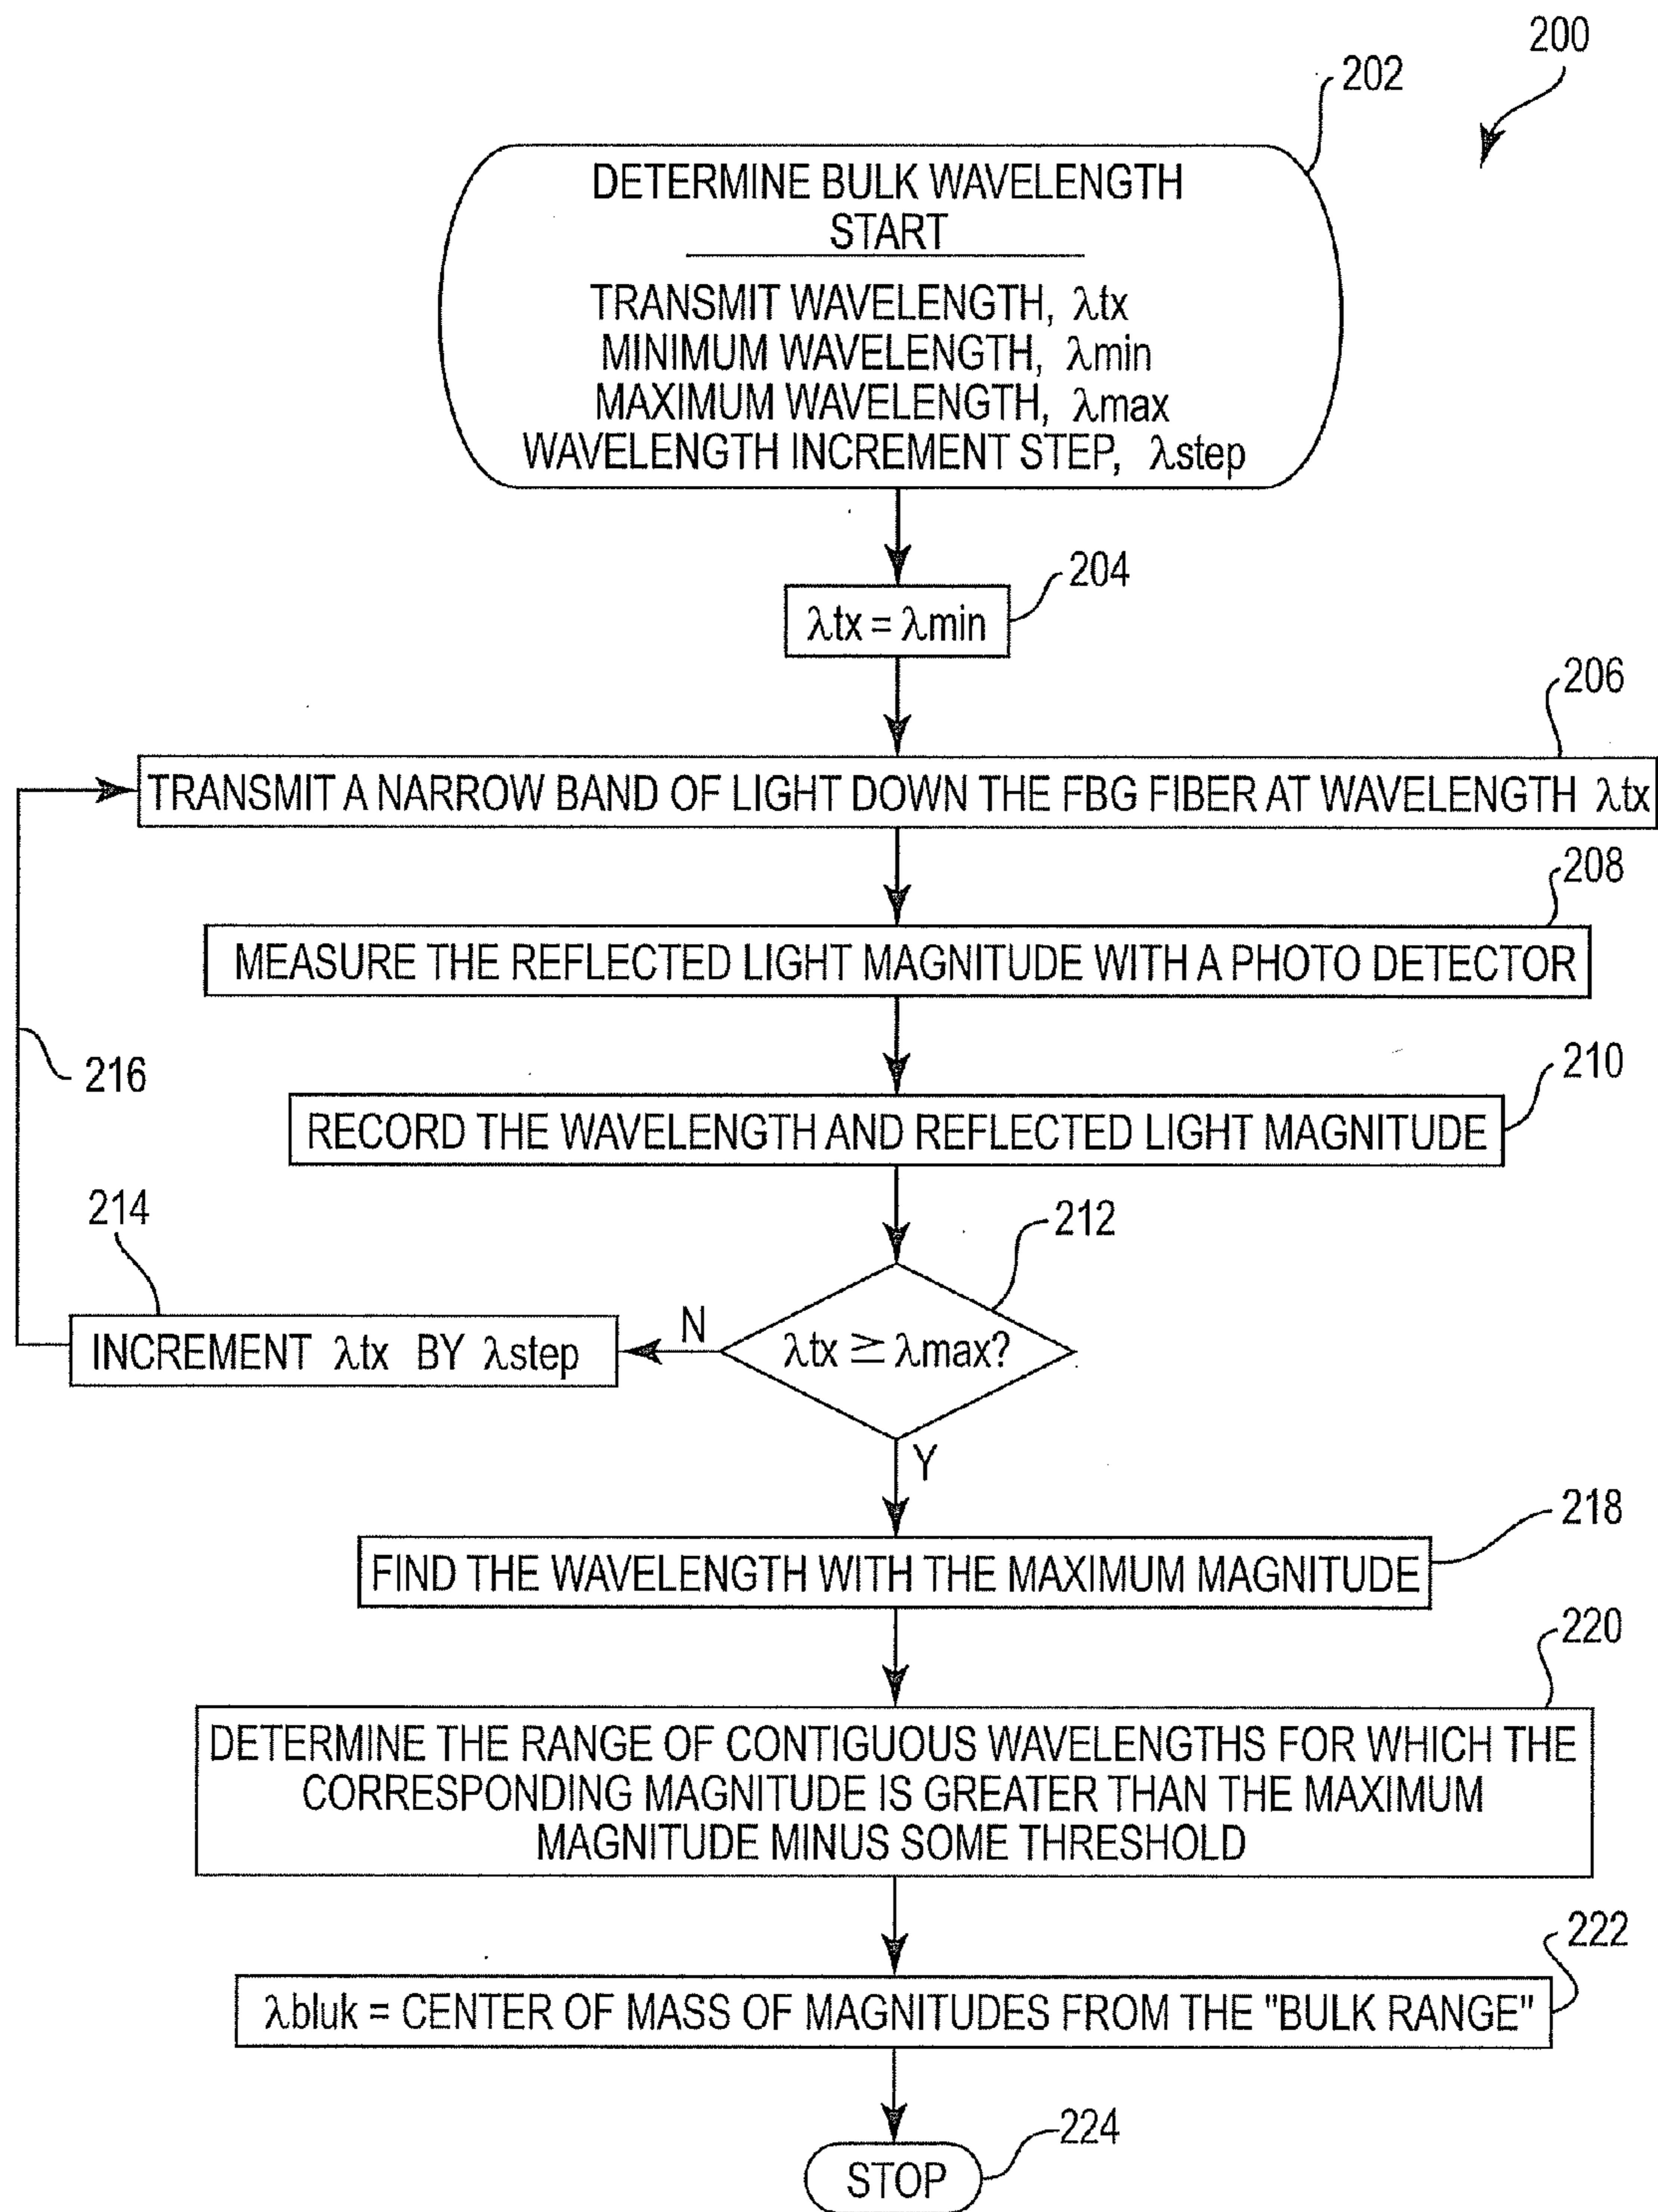 200
202
DETERMINE BULK WAVELENGTH
START
TRANSMIT WAVELENGTH, λtx
MINIMUM WAVELENGTH, λmin
MAXIMUM WAVELENGTH, λmax
WAVELENGTH INCREMENT STEP, λstep
204
λtx = λmin
206
TRANSMIT A NARROW BAND OF LIGHT DOWN THE FBG FIBER AT WAVELENGTH λtx
208
MEASURE THE REFLECTED LIGHT MAGNITUDE WITH A PHOTO DETECTOR
216
210
RECORD THE WAVELENGTH AND REFLECTED LIGHT MAGNITUDE
214
212
INCREMENT λtx BY λstep
N
λtx ≥ λmax?
Y
218
FIND THE WAVELENGTH WITH THE MAXIMUM MAGNITUDE
220
DETERMINE THE RANGE OF CONTIGUOUS WAVELENGTHS FOR WHICH THE
CORRESPONDING MAGNITUDE IS GREATER THAN THE MAXIMUM
MAGNITUDE MINUS SOME THRESHOLD
222
λbluk = CENTER OF MASS OF MAGNITUDES FROM THE "BULK RANGE"
224
STOP